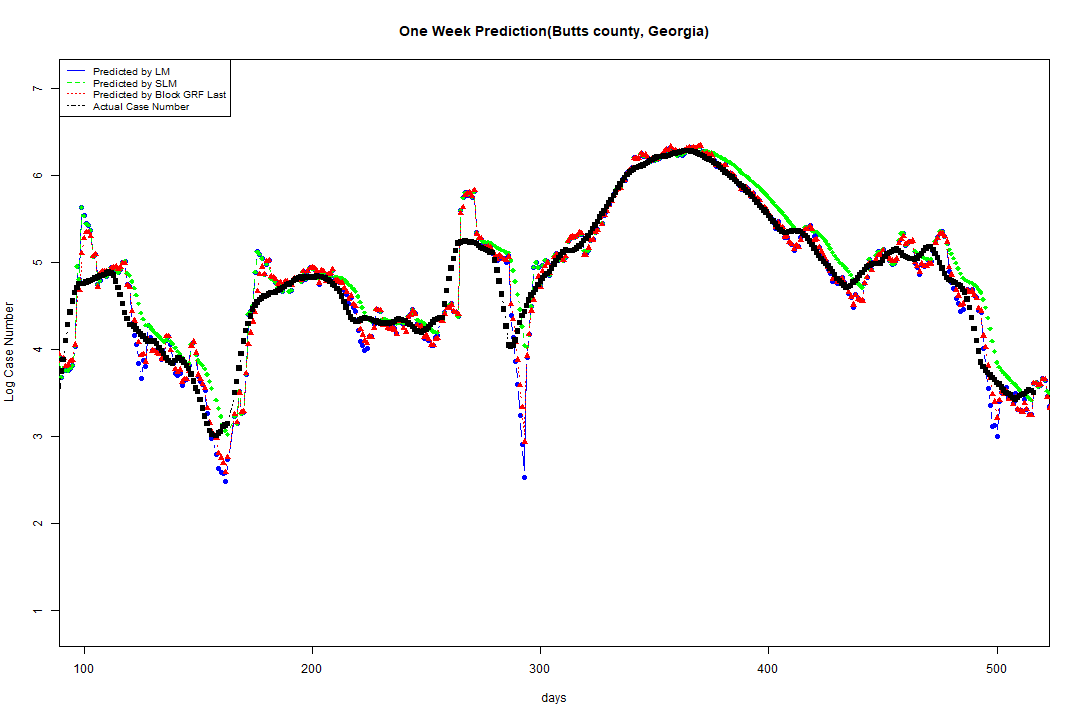 One Week Prediction(Butts county, Georgia)
Predicted by LM
Predicted by SLM
Predicted by Block GRF Last
Actual Case Number
7
6
5
4
3
2
1
Log Case Number
100 200 300 400 500
days